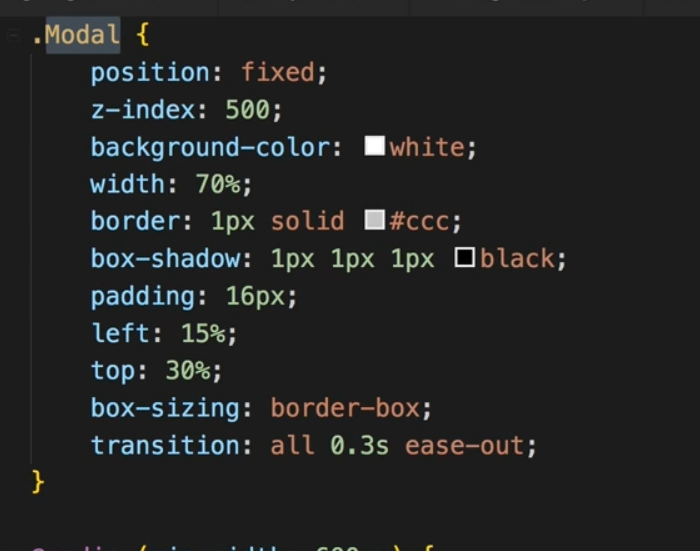 .Modal {
position: fixed;
z-index: 500;
background-color: white;
width: 70%;
border: 1px solid #ccc;
box-shadow: 1px 1px 1px black;
padding: 16px;
left: 15%;
top: 30%;
box-sizing: border-box;
transition: all 0.3s ease-out;
}